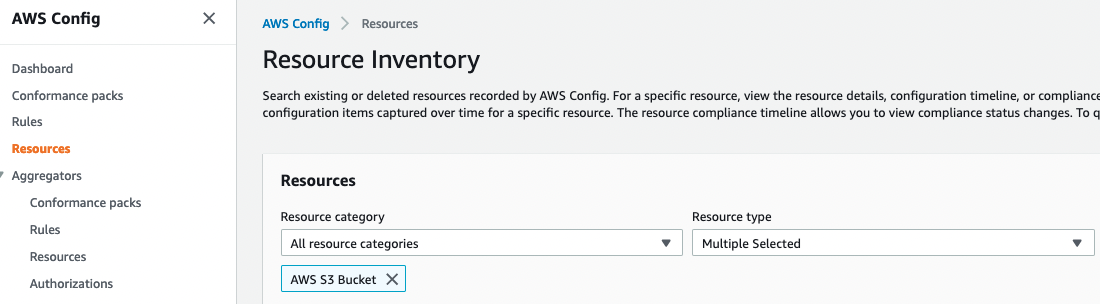 AWS Config
Dashboard
Conformance packs
Rules
Resources
Aggregators
Conformance packs
Rules
Resources
Authorizations
AWS Config > Resources
Resource Inventory
Search existing or deleted resources recorded by AWS Config. For a specific resource, view the resource details, configuration timeline, or compliance
configuration items captured over time for a specific resource. The resource compliance timeline allows you to view compliance status changes. To q
Resources
Resource category Resource type
All resource categories Multiple Selected
AWS S3 Bucket